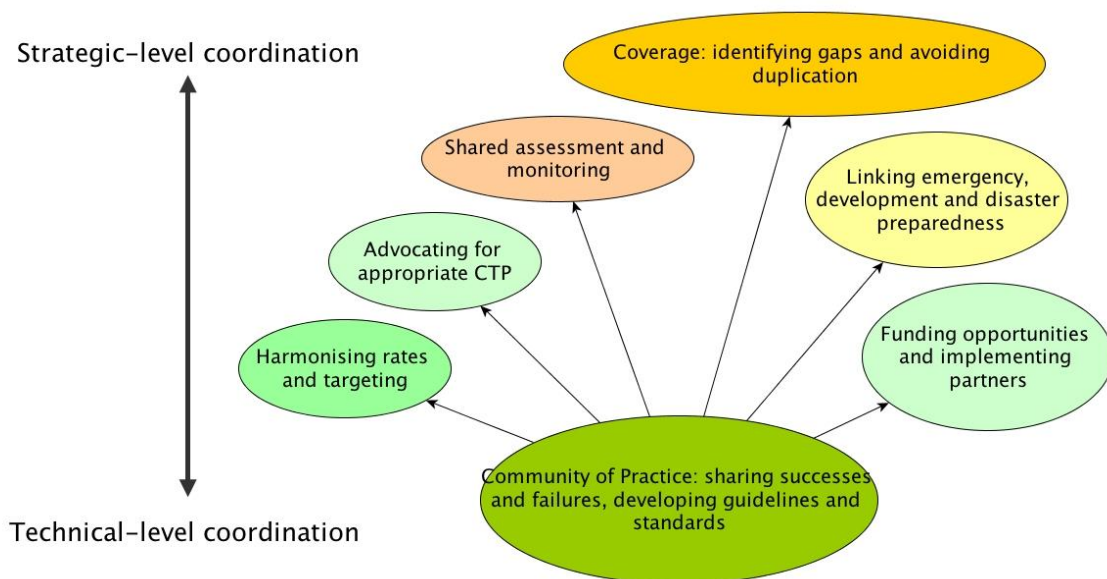 Strategic-level coordination
Coverage: identifying gaps and avoiding
duplication
Shared assessment and
monitoring
Linking emergency,
development and disaster
preparedness
Advocating for
appropriate CTP
Funding opportunities
and implementing
partners
Harmonising rates
and targeting
Community of Practice: sharing successes
and failures, developing guidelines and
standards
Technical-level coordination